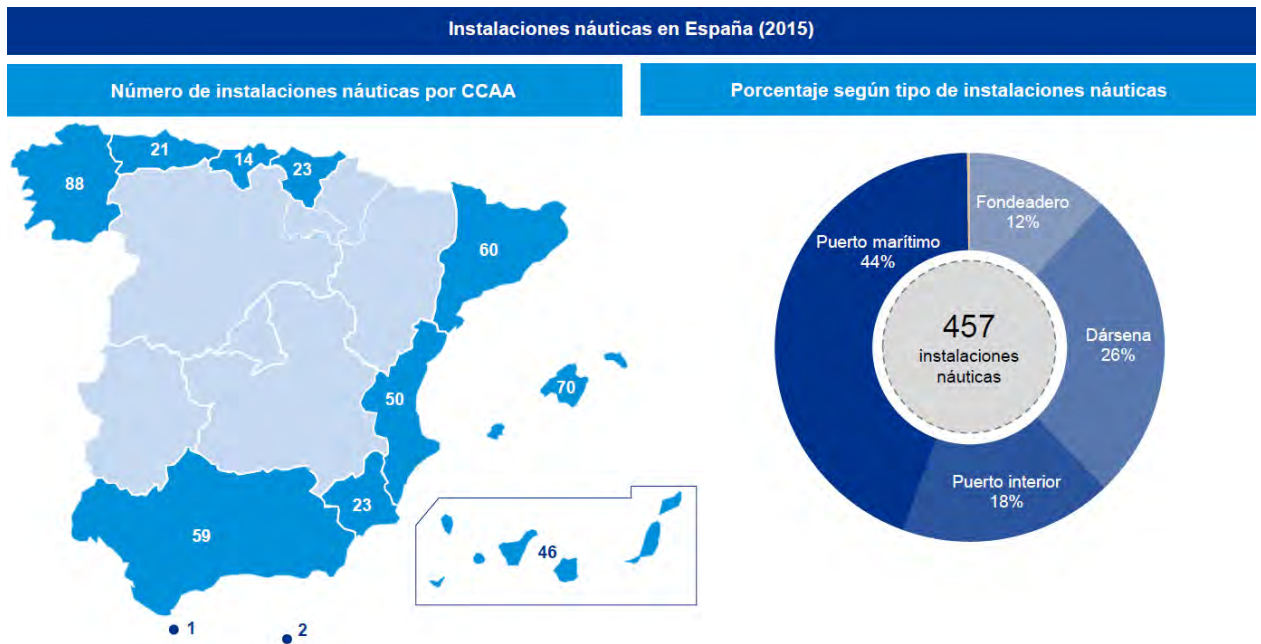 Instalaciones náuticas en España (2015)
Número de instalaciones náuticas por CCAA
88
21
14
23
60
50
70
23
59
46
1
2
Porcentaje según tipo de instalaciones náuticas
Fondeadero
12%
Puerto marítimo
44%
Dársena
26%
Puerto interior
18%
457
instalaciones
náuticas